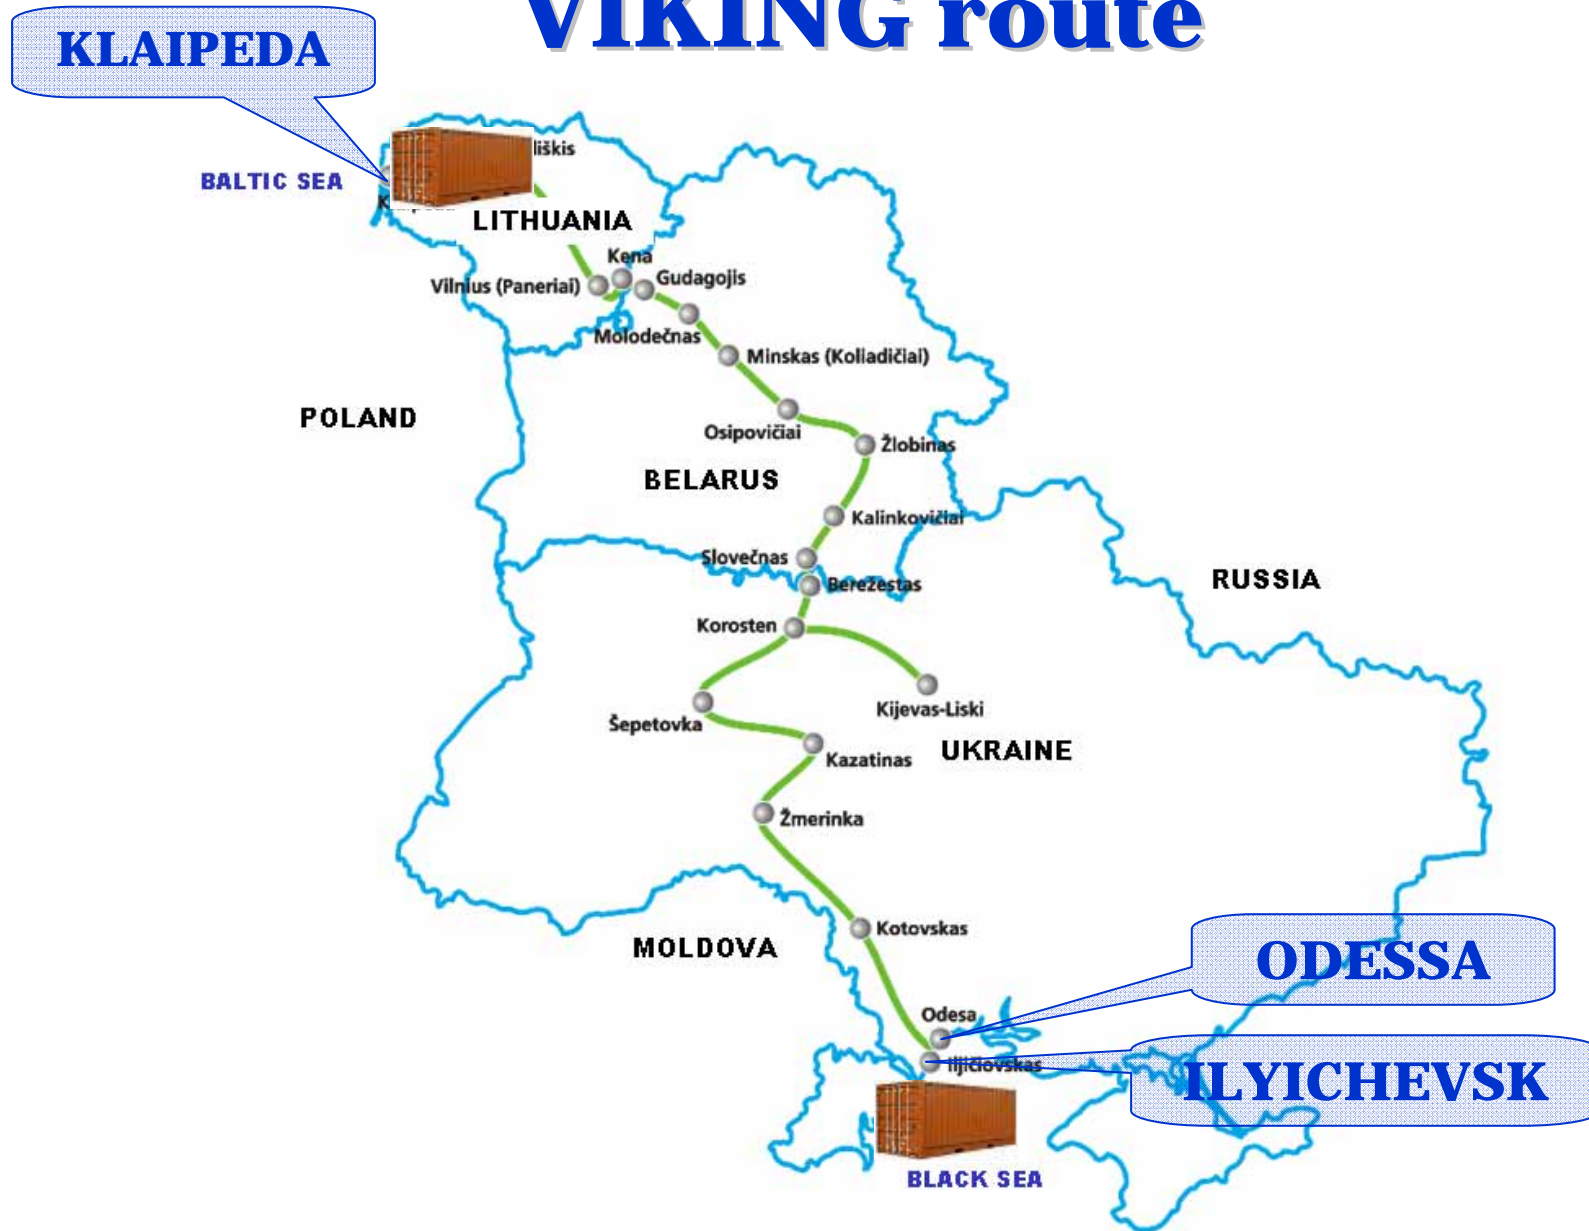 VIKING route
KLAIPEDA
liškis
BALTIC SEA
LITHUANIA
Kena
Vilnius (Paneriai)
Gudagojis
Molodečnas
Minskas (Koliadičiai)
POLAND
Osipovičiai
Žlobinas
BELARUS
Kalinkovičiai
Slovečnas
RUSSIA
Berežestas
Korosten
Kijevas-Liski
Šepetovka
UKRAINE
Kazatinas
Žmerinka
Kotovskas
MOLDOVA
ODESSA
Odesa
Iljičiovskas
ILYICHEVSK
BLACK SEA